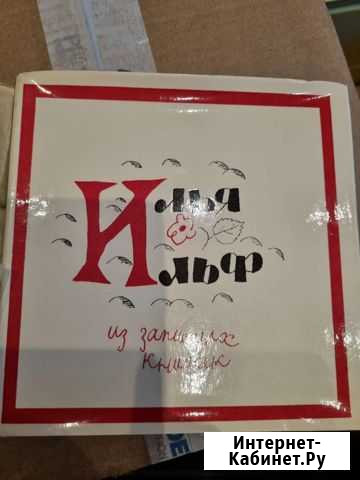 Илья
Ильф
из записных
книжек
Интернет-
Кабинет.Ру